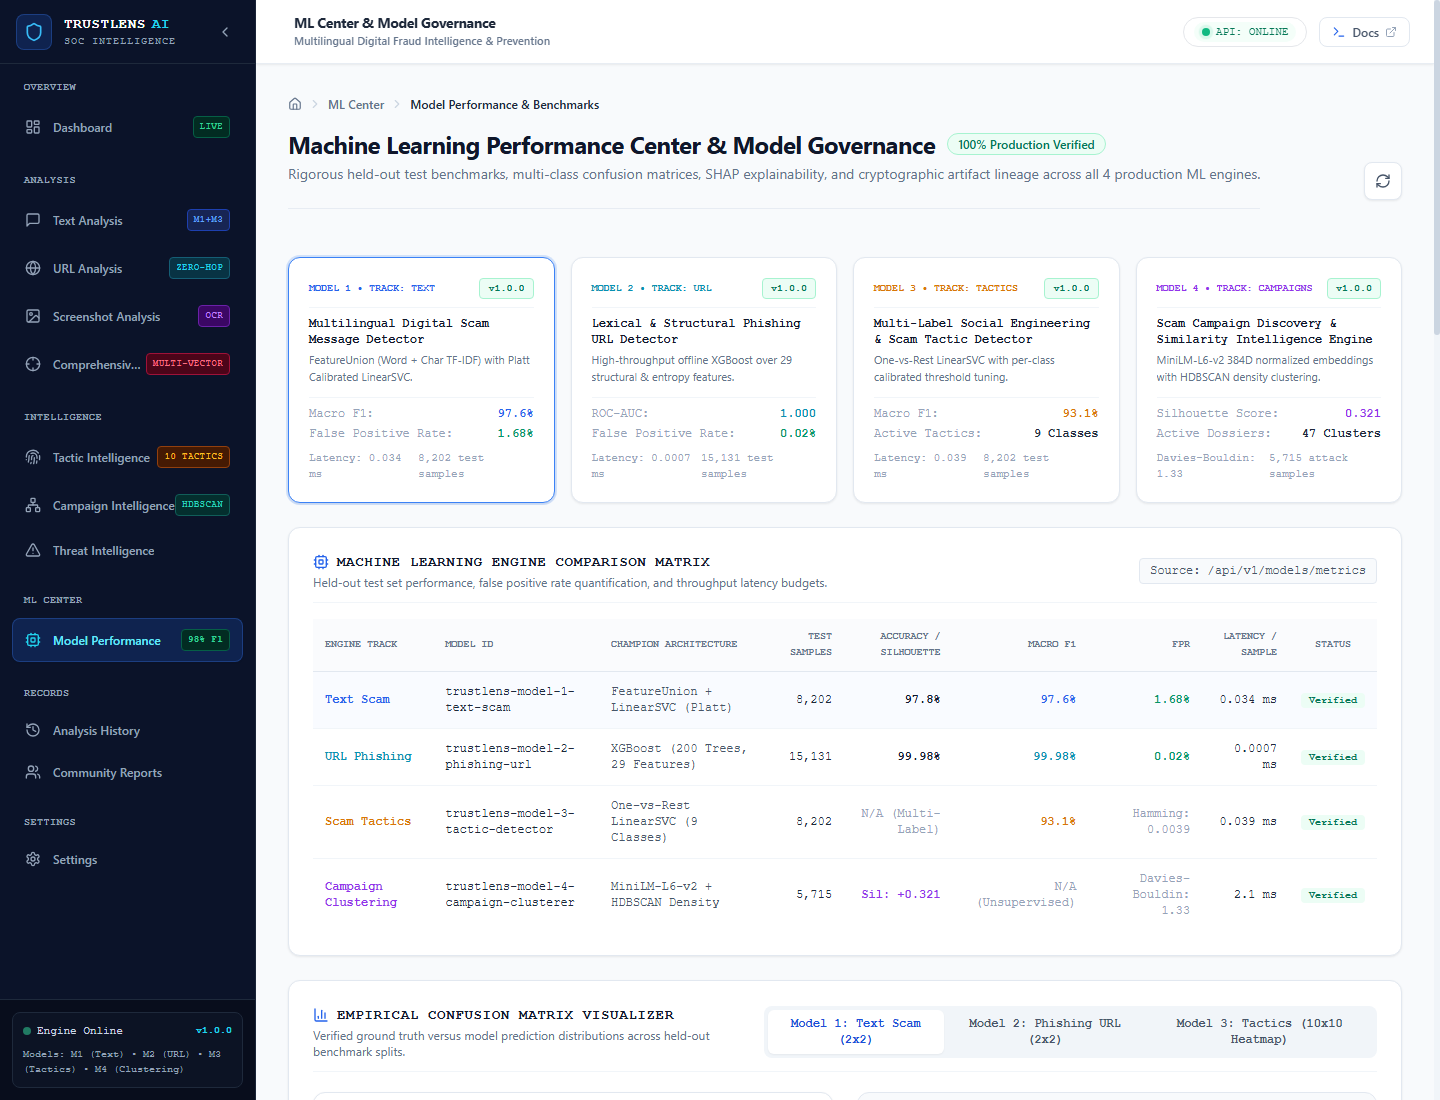 TRUSTLENS AI
SOC INTELLIGENCE
OVERVIEW
Dashboard
LIVE
ANALYSIS
Text Analysis
M1+M3
URL Analysis
ZERO-HOP
Screenshot Analysis
OCR
Comprehensiv...
MULTI-VECTOR
INTELLIGENCE
Tactic Intelligence
10 TACTICS
Campaign Intelligence
HDBSCAN
Threat Intelligence
ML CENTER
Model Performance
98% F1
RECORDS
Analysis History
Community Reports
SETTINGS
Settings
Engine Online
v1.0.0
Models: M1 (Text) • M2 (URL) • M3
(Tactics) • M4 (Clustering)
ML Center & Model Governance
Multilingual Digital Fraud Intelligence & Prevention
API: ONLINE
Docs
ML Center
Model Performance & Benchmarks
Machine Learning Performance Center & Model Governance
100% Production Verified
Rigorous held-out test benchmarks, multi-class confusion matrices, SHAP explainability, and cryptographic artifact lineage across all 4 production ML engines.
MODEL 1 • TRACK: TEXT
v1.0.0
Multilingual Digital Scam
Message Detector
FeatureUnion (Word + Char TF-IDF) with Platt
Calibrated LinearSVC.
Macro F1:
97.6%
False Positive Rate:
1.68%
Latency: 0.034
ms
8,202 test
samples
MODEL 2 • TRACK: URL
v1.0.0
Lexical & Structural Phishing
URL Detector
High-throughput offline XGBoost over 29
structural & entropy features.
ROC-AUC:
1.000
False Positive Rate:
0.02%
Latency: 0.0007
ms
15,131 test
samples
MODEL 3 • TRACK: TACTICS
v1.0.0
Multi-Label Social Engineering
& Scam Tactic Detector
One-vs-Rest LinearSVC with per-class
calibrated threshold tuning.
Macro F1:
93.1%
Active Tactics:
9 Classes
Latency: 0.039
ms
8,202 test
samples
MODEL 4 • TRACK: CAMPAIGNS
v1.0.0
Scam Campaign Discovery &
Similarity Intelligence Engine
MiniLM-L6-v2 384D normalized embeddings
with HDBSCAN density clustering.
Silhouette Score:
0.321
Active Dossiers:
47 Clusters
Davies-Bouldin:
1.33
5,715 attack
samples
MACHINE LEARNING ENGINE COMPARISON MATRIX
Held-out test set performance, false positive rate quantification, and throughput latency budgets.
Source: /api/v1/models/metrics
ENGINE TRACK
MODEL ID
CHAMPION ARCHITECTURE
TEST
SAMPLES
ACCURACY /
SILHOUETTE
MACRO F1
FPR
LATENCY /
SAMPLE
STATUS
Text Scam
trustlens-model-1-
text-scam
FeatureUnion +
LinearSVC (Platt)
8,202
97.8%
97.6%
1.68%
0.034 ms
Verified
URL Phishing
trustlens-model-2-
phishing-url
XGBoost (200 Trees,
29 Features)
15,131
99.98%
99.98%
0.02%
0.0007
ms
Verified
Scam Tactics
trustlens-model-3-
tactic-detector
One-vs-Rest
LinearSVC (9
Classes)
8,202
N/A (Multi-
Label)
93.1%
Hamming:
0.0039
0.039 ms
Verified
Campaign
Clustering
trustlens-model-4-
campaign-clusterer
MiniLM-L6-v2 +
HDBSCAN Density
5,715
Sil: +0.321
N/A
(Unsupervised)
Davies-
Bouldin:
1.33
2.1 ms
Verified
EMPIRICAL CONFUSION MATRIX VISUALIZER
Verified ground truth versus model prediction distributions across held-out
benchmark splits.
Model 1: Text Scam
(2x2)
Model 2: Phishing URL
(2x2)
Model 3: Tactics (10x10
Heatmap)